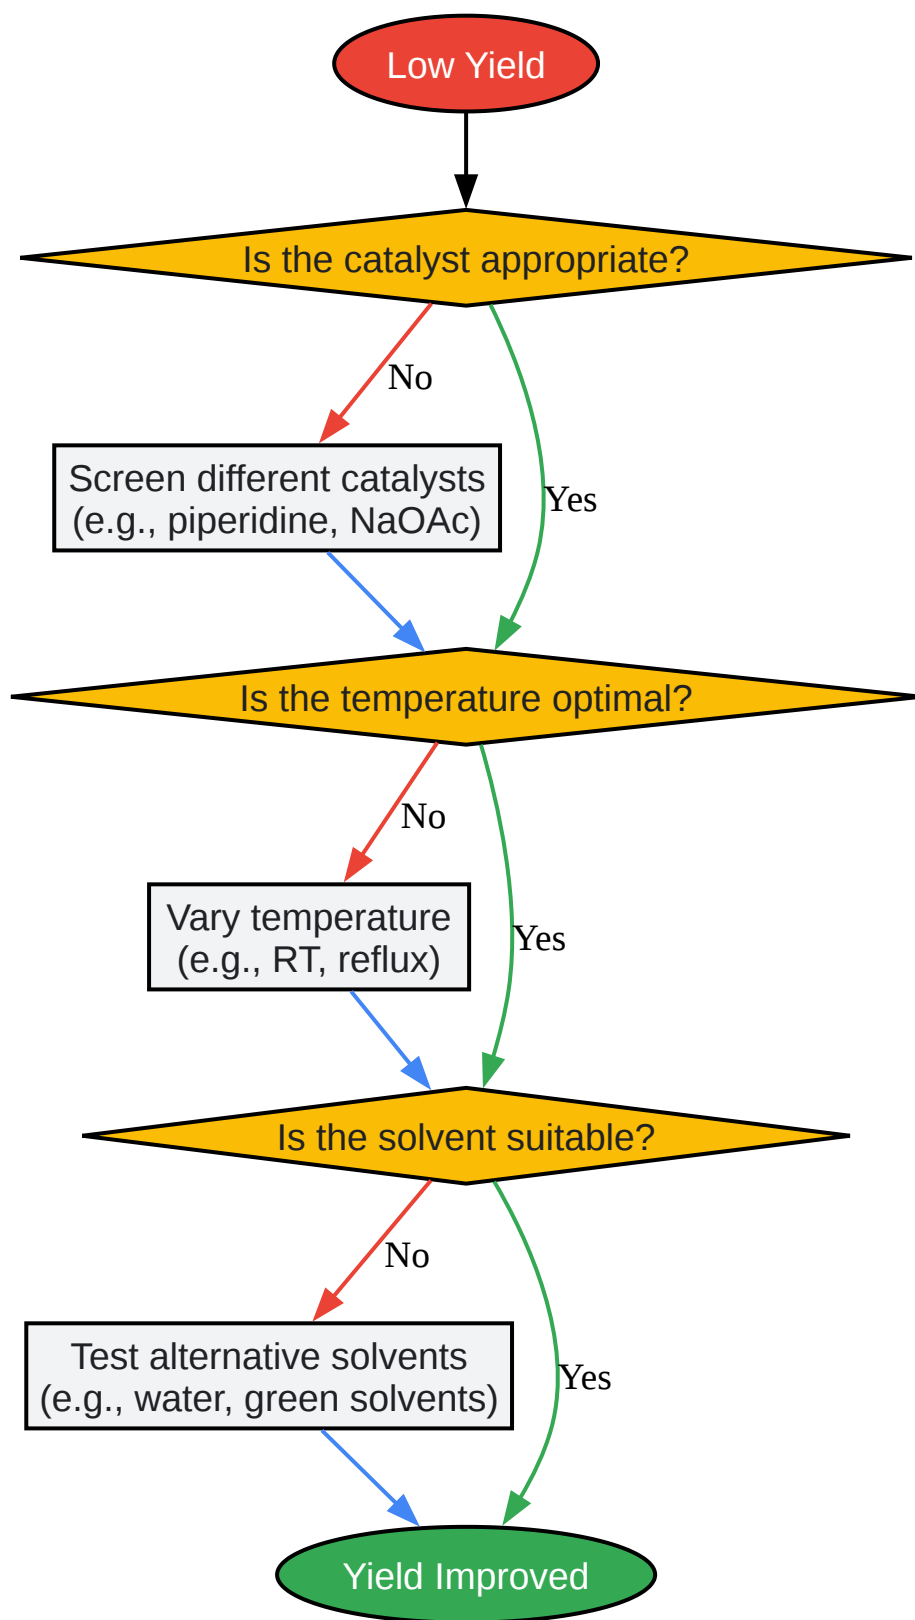 Low Yield
Is the catalyst appropriate?
No
Screen different catalysts
(e.g., piperidine, NaOAc)
Yes
Is the temperature optimal?
No
Vary temperature
(e.g., RT, reflux)
Yes
Is the solvent suitable?
No
Test alternative solvents
(e.g., water, green solvents)
Yes
Yield Improved